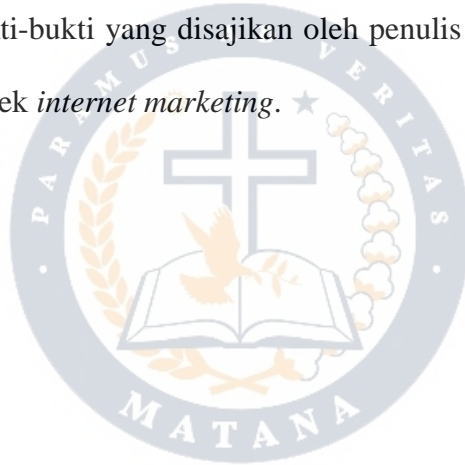 ti-bukti yang disajikan oleh penulis
ek internet marketing.
PARAMUS VERITAS
MATANA